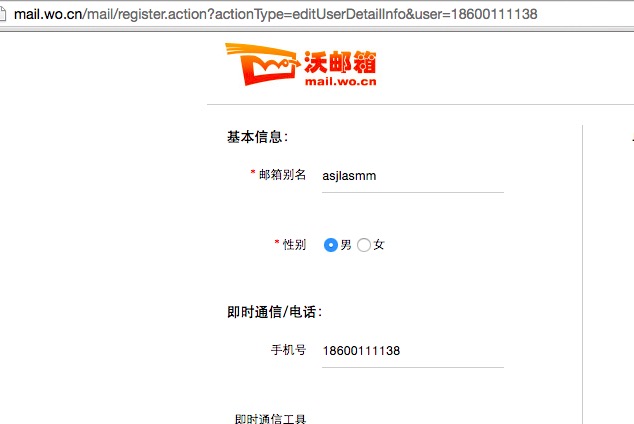 mail.wo.cn/mail/register.action?actionType=editUserDetailInfo&user=18600111138
沃邮箱
mail.wo.cn
基本信息：
* 邮箱别名 asjlasmm
* 性别 男 女
即时通信/电话：
手机号 18600111138
即时通信工具